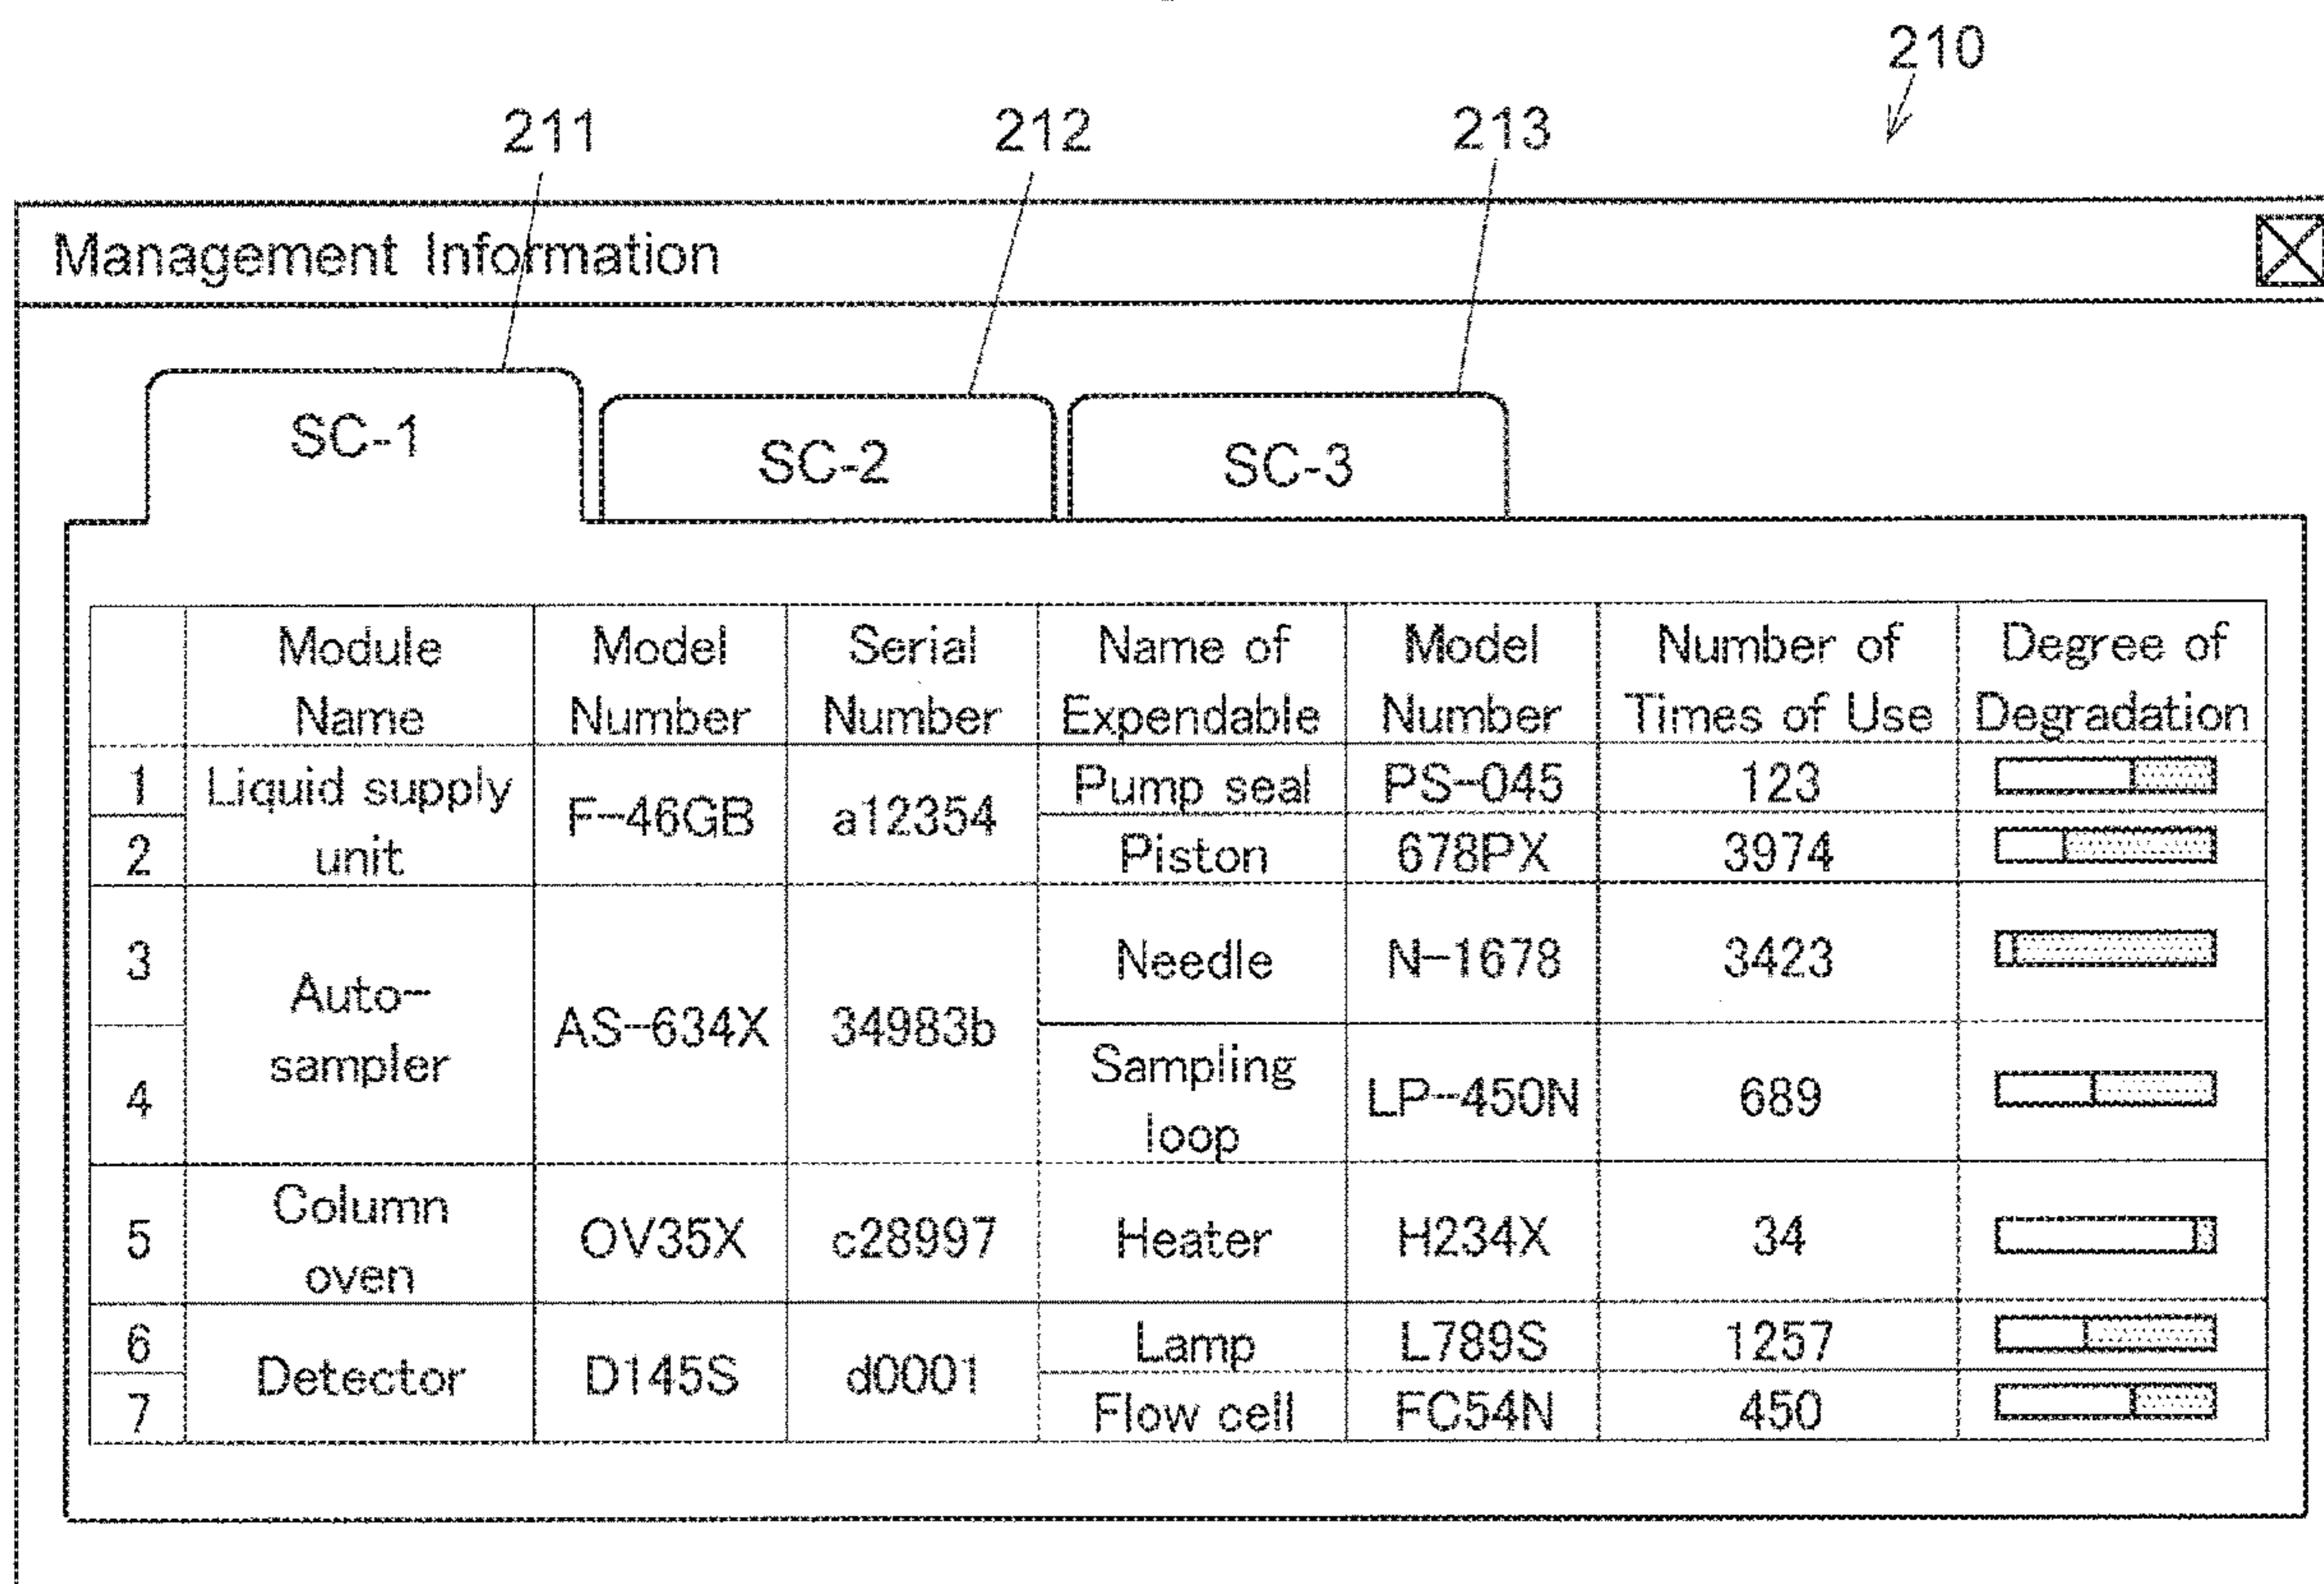 210
211 212 213
Management Information
SC-1 SC-2 SC-3
Module Name Model Number Serial Number Name of Expendable Model Number Number of Times of Use Degree of Degradation
1 Liquid supply unit F-46GB a12354 Pump seal PS-045 123
2 Piston 678PX 3974
3 Auto-sampler AS-634X 34983b Needle N-1678 3423
4 Sampling loop LP-450N 689
5 Column oven OV35X c28997 Heater H234X 34
6 Detector D145S d0001 Lamp L789S 1257
7 Flow cell FC54N 450